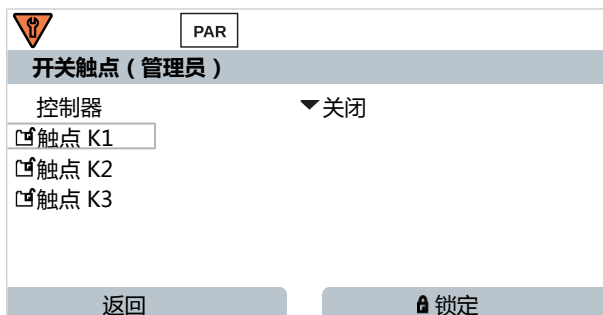 PAR
开关触点（管理员）
控制器 关闭
触点 K1
触点 K2
触点 K3
返回 锁定